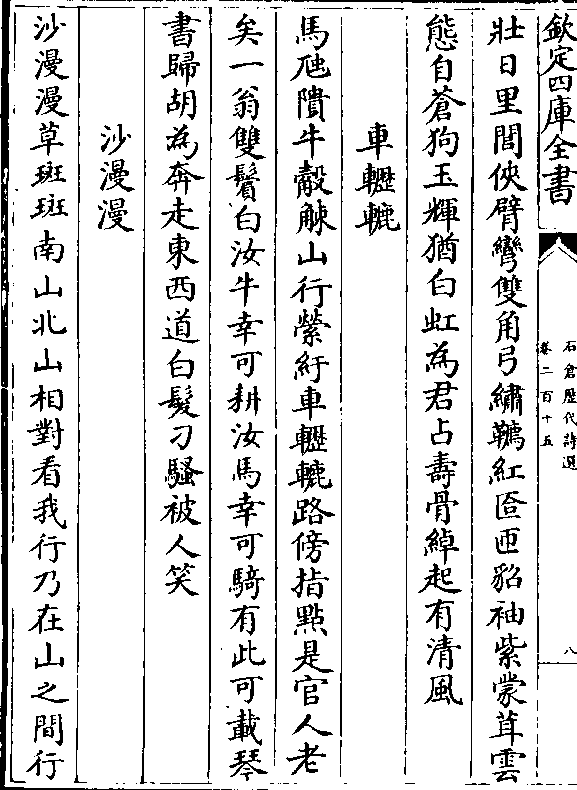 欽定四庫全書
石倉歷代詩選
卷二百十五
八
壯日里閭俠臂彎雙角弓繡韉紅匼匝貂袖紫蒙茸雲
態自蒼狗玉輝猶白虹為君占壽骨綽起有清風
車轣轆
馬虺隤牛觳觫山行縈紆車轣轆路傍指點是官人老
矣一翁雙鬢白汝牛幸可耕汝馬幸可騎有此可載琴
書歸胡為奔走東西道白髮刁騷被人笑
沙漫漫
沙漫漫草斑斑南山北山相對看我行乃在山之間行